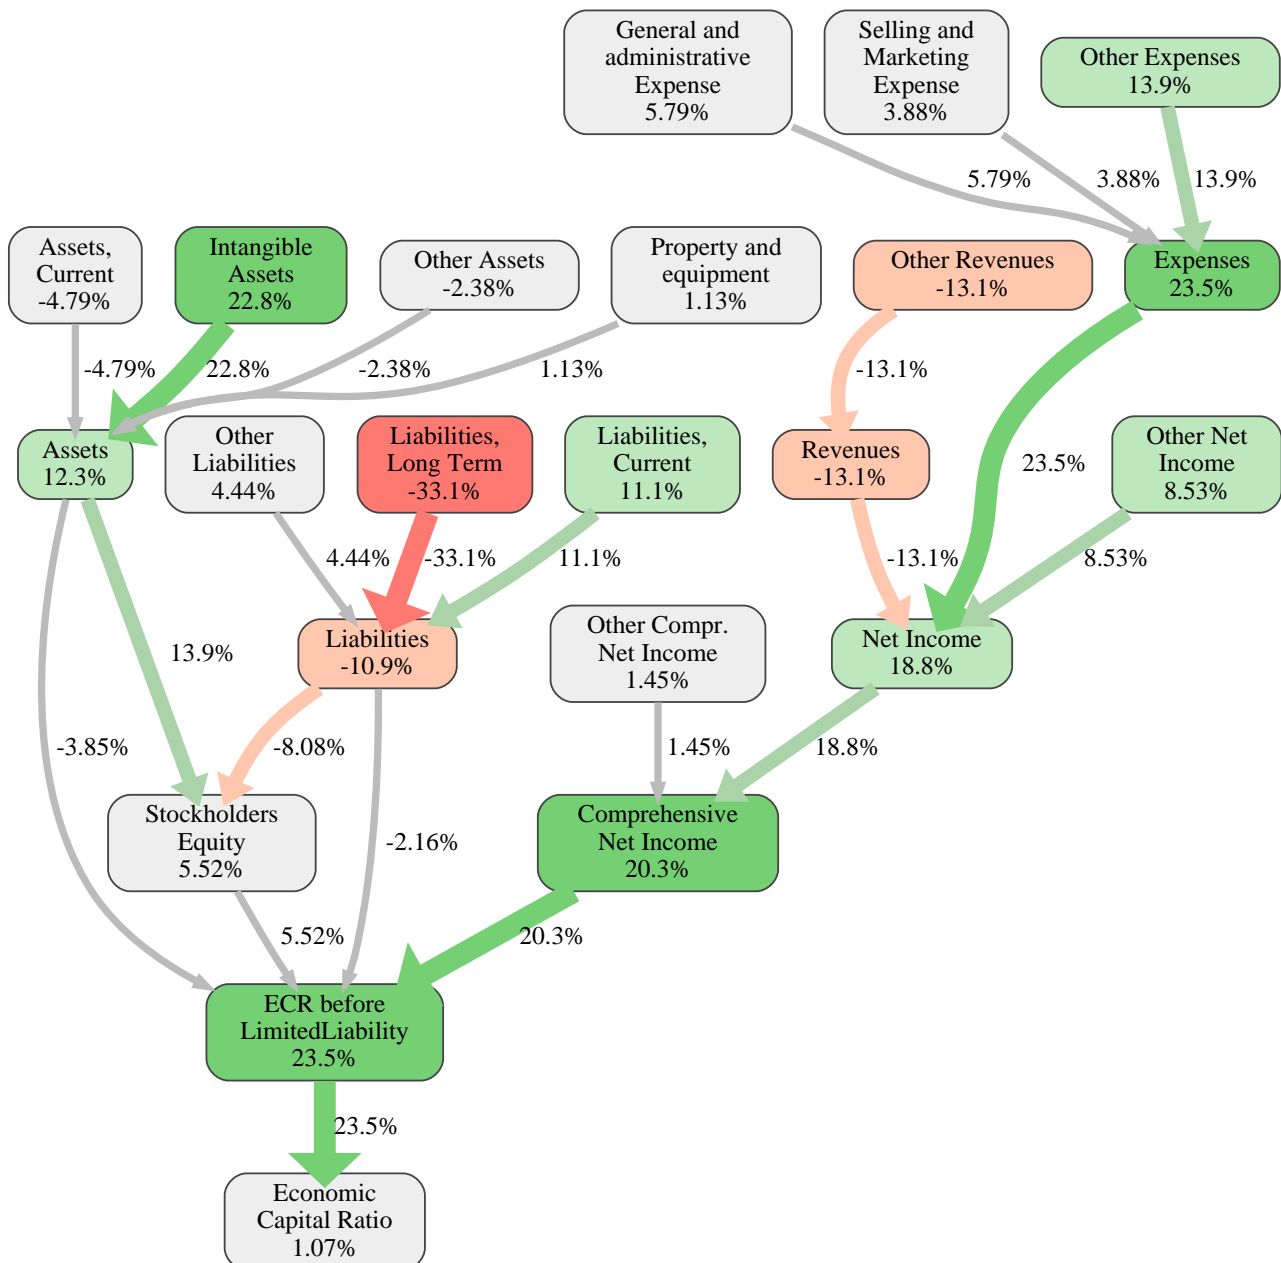 General and
administrative
Expense
5.79%
Selling and
Marketing
Expense
3.88%
Other Expenses
13.9%
5.79%
3.88%
13.9%
Assets,
Current
-4.79%
Intangible
Assets
22.8%
Other Assets
-2.38%
Property and
equipment
1.13%
Other Revenues
-13.1%
Expenses
23.5%
-4.79%
22.8%
-2.38%
1.13%
-13.1%
23.5%
Assets
12.3%
Other
Liabilities
4.44%
Liabilities,
Long Term
-33.1%
Liabilities,
Current
11.1%
Revenues
-13.1%
Other Net
Income
8.53%
4.44%
-33.1%
11.1%
-13.1%
8.53%
13.9%
Liabilities
-10.9%
Other Compr.
Net Income
1.45%
Net Income
18.8%
-3.85%
-8.08%
-2.16%
1.45%
18.8%
Stockholders
Equity
5.52%
Comprehensive
Net Income
20.3%
5.52%
20.3%
ECR before
LimitedLiability
23.5%
23.5%
Economic
Capital Ratio
1.07%